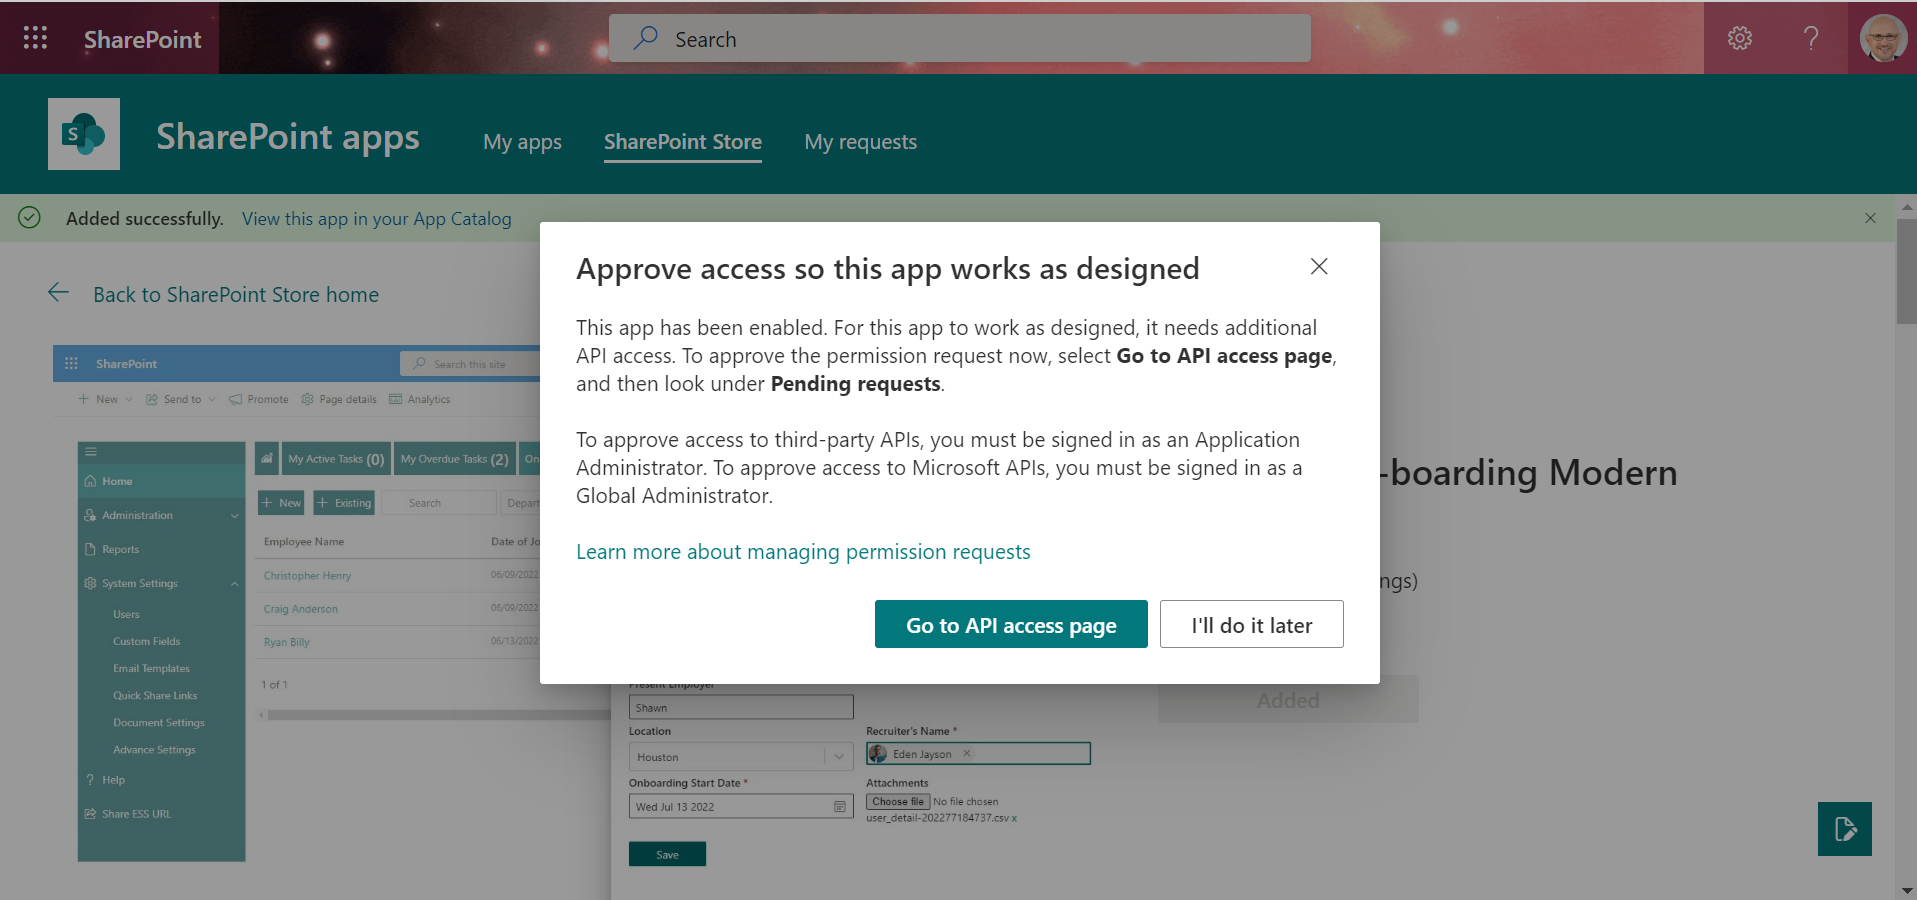 SharePoint
Search
SharePoint apps
My apps
SharePoint Store
My requests
Added successfully. View this app in your App Catalog
Back to SharePoint Store home
Approve access so this app works as designed
This app has been enabled. For this app to work as designed, it needs additional
API access. To approve the permission request now, select Go to API access page,
and then look under Pending requests.
To approve access to third-party APIs, you must be signed in as an Application
Administrator. To approve access to Microsoft APIs, you must be signed in as a
Global Administrator.
Learn more about managing permission requests
Go to API access page
I'll do it later
SharePoint
Search this site
New
Send to
Promote
Page details
Analytics
Home
Administration
Reports
System Settings
Users
Custom Fields
Email Templates
Quick Share Links
Document Settings
Advance Settings
Help
Share ESS URL
My Active Tasks (0)
My Overdue Tasks (2)
On
+ New
+ Existing
Search
Depart
Employee Name
Date of Jo
Christopher Henry
06/09/2022
Craig Anderson
06/09/2022
Ryan Billy
06/13/2022
1 of 1
-boarding Modern
ngs)
Added
Present Employer
Shawn
Location
Recruiter's Name *
Houston
Eden Jayson
Onboarding Start Date *
Attachments
Wed Jul 13 2022
Choose file No file chosen
user_detail-202277184737.csv x
Save